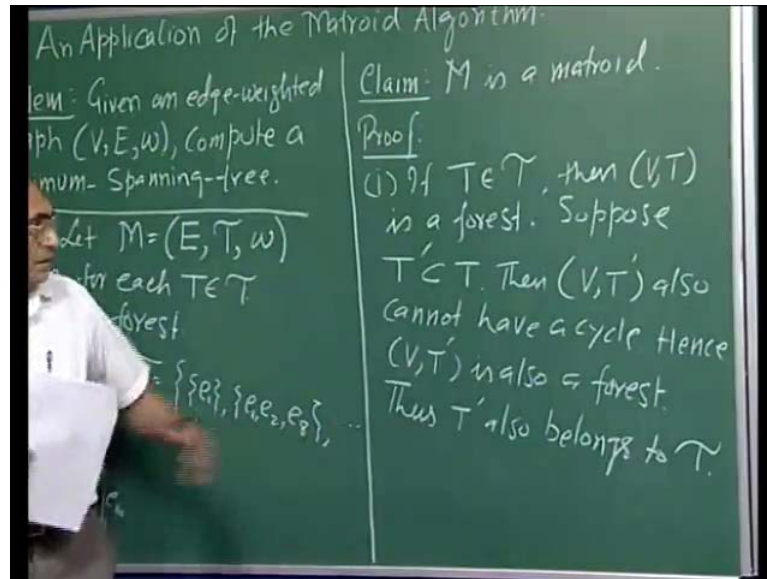 An Application of the Matroid Algorithm.
lem: Given an edge-weighted
aph (V, E, w), Compute a
mum-Spanning-tree.
Let M = (E, 𝒯, w)
for each T ∈ 𝒯
forest
𝒯 = {{e₁}, {e₁, e₂, e₈}, ...
Claim: M is a matroid.
Proof:
(i) If T ∈ 𝒯, then (V, T)
is a forest. Suppose
T' ⊂ T. Then (V, T') also
cannot have a cycle Hence
(V, T') is also a forest.
Thus T' also belongs to 𝒯.